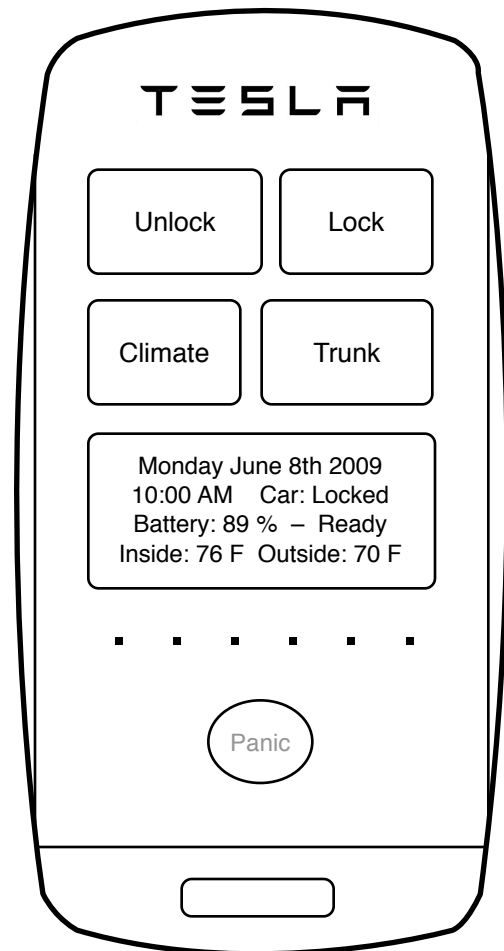 TESLA
Unlock
Lock
Climate
Trunk
Monday June 8th 2009
10:00 AM Car: Locked
Battery: 89 % – Ready
Inside: 76 F Outside: 70 F
Panic